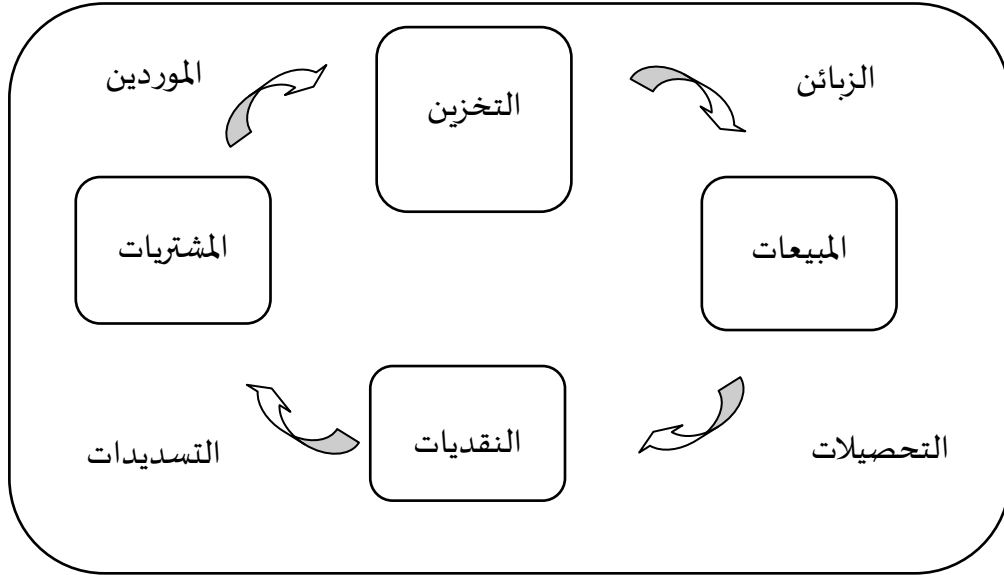 الزبائن
التخزين
الموردين
المبيعات
المشتريات
التحصيلات
النقديات
التسديدات